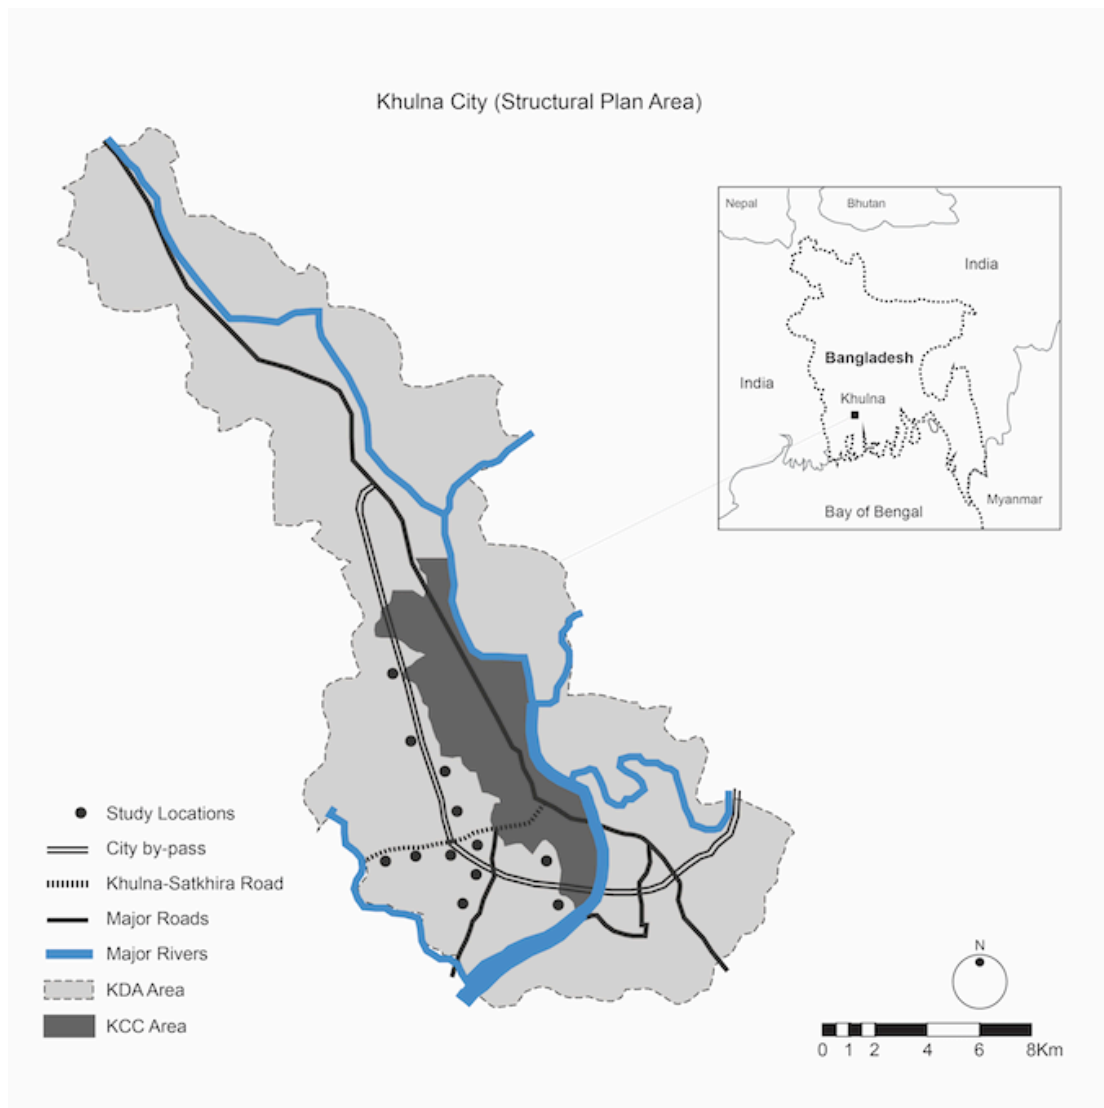 Khulna City (Structural Plan Area)
Nepal
Bhutan
India
Bangladesh
India
Khulna
Myanmar
Bay of Bengal
Study Locations
City by-pass
Khulna-Satkhira Road
Major Roads
Major Rivers
KDA Area
KCC Area
N
0 1 2 4 6 8Km